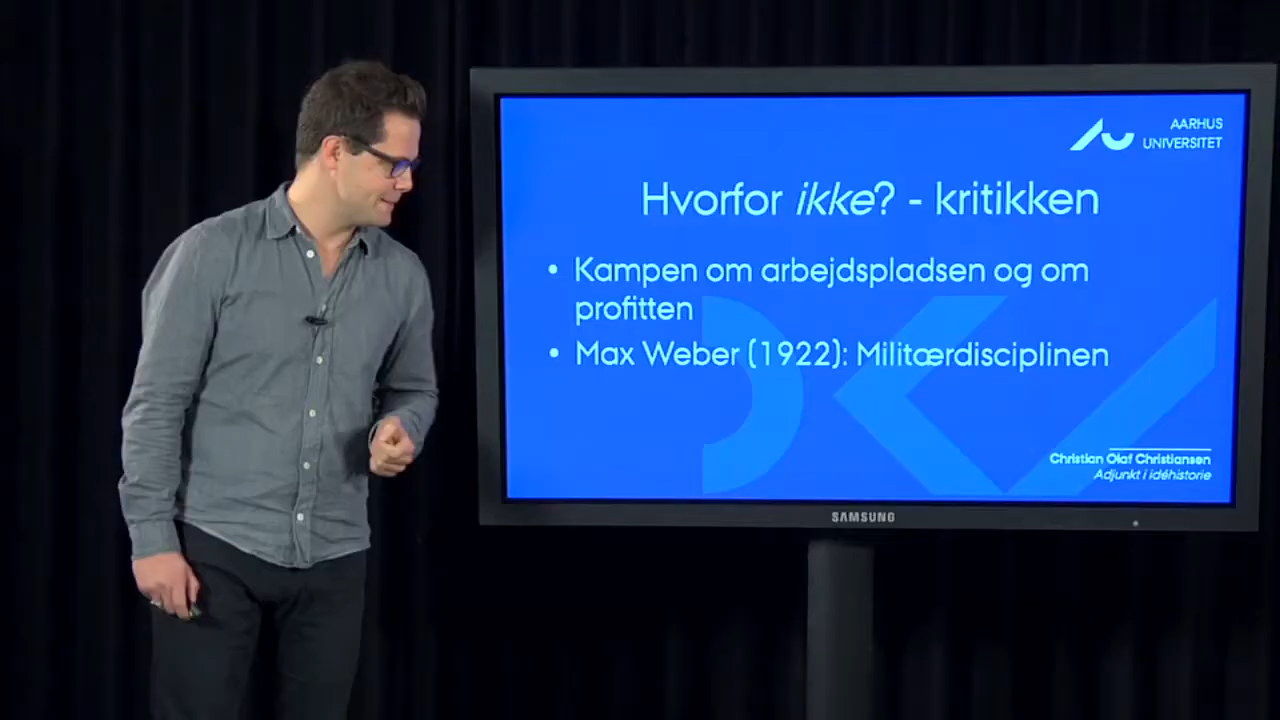 AARHUS
UNIVERSITET
Hvorfor ikke? - kritikken
• Kampen om arbejdspladsen og om
profitten
• Max Weber (1922): Militærdisciplinen
Christian Olaf Christiansen
Adjunkt i idéhistorie
SAMSUNG